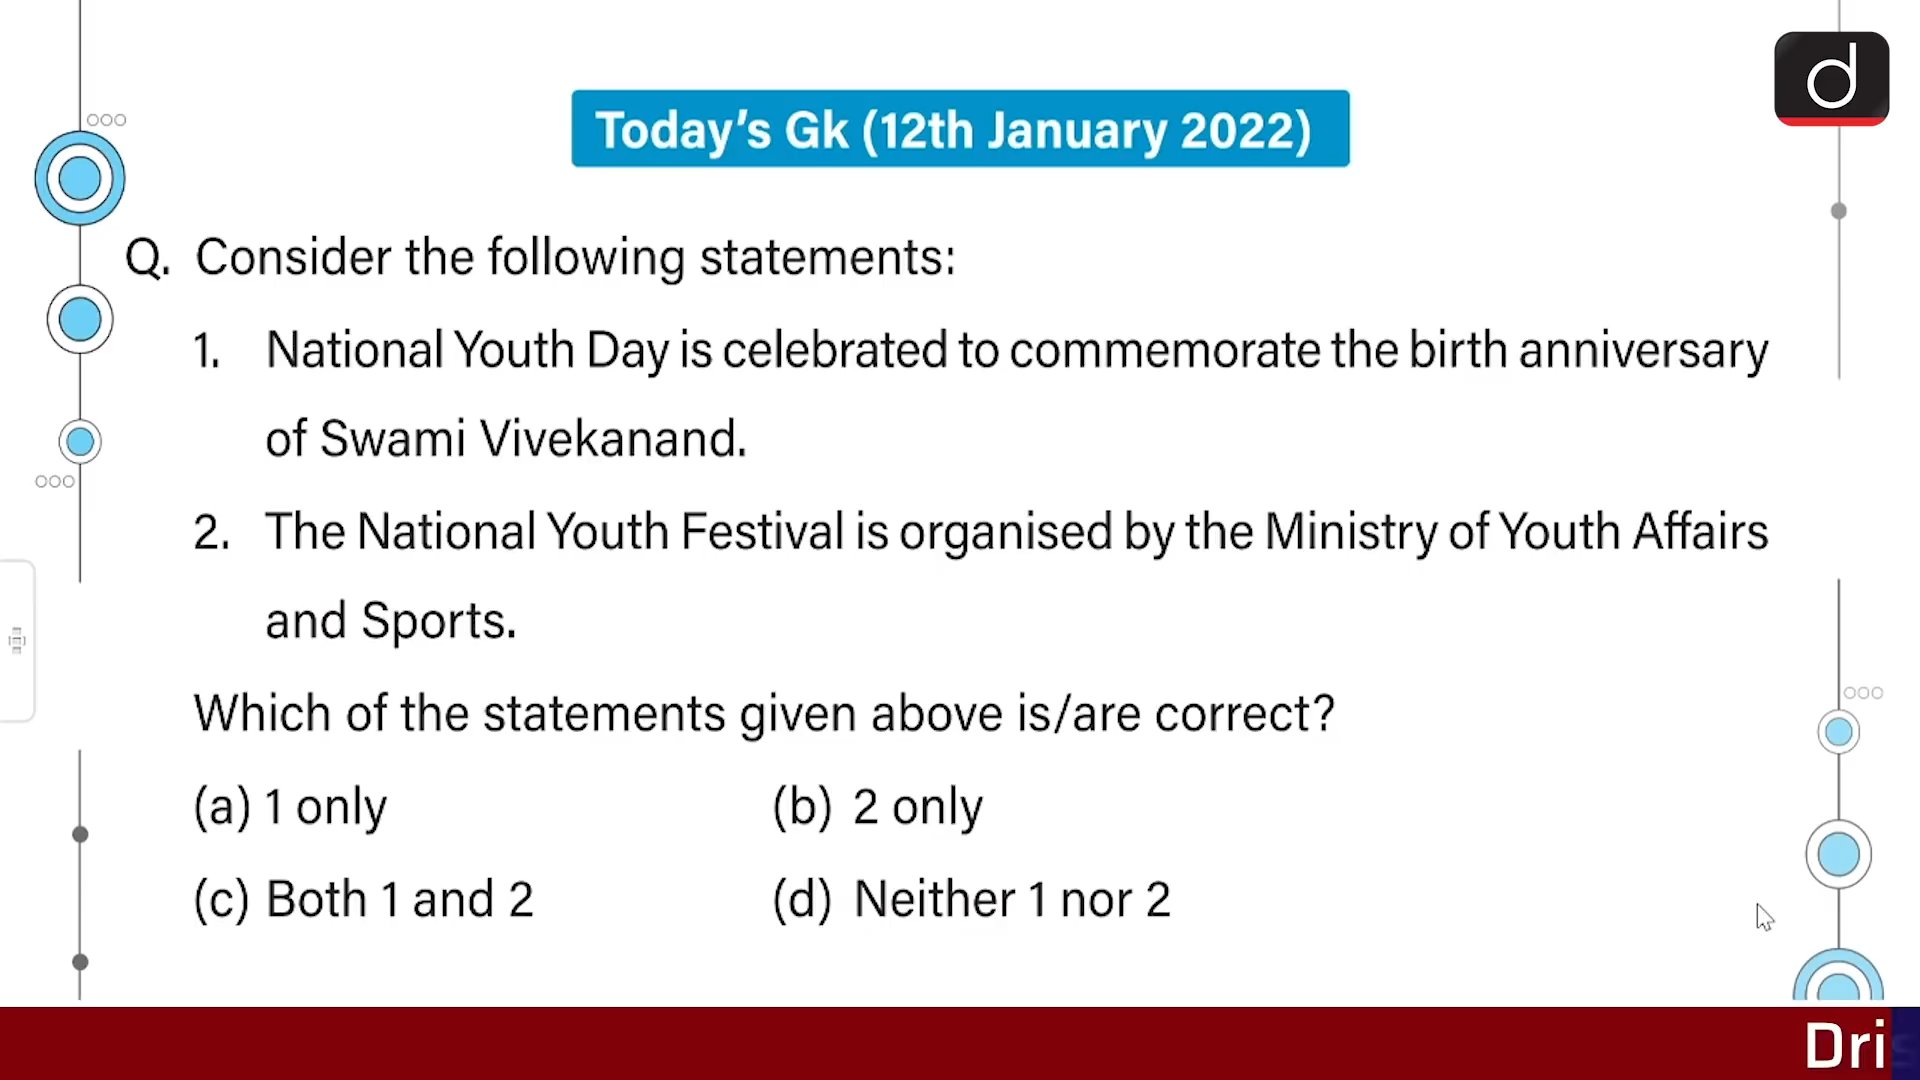 d
Today's Gk (12th January 2022)
Q. Consider the following statements:
1. National Youth Day is celebrated to commemorate the birth anniversary
of Swami Vivekanand.
2. The National Youth Festival is organised by the Ministry of Youth Affairs
and Sports.
Which of the statements given above is/are correct?
(a) 1 only (b) 2 only
(c) Both 1 and 2 (d) Neither 1 nor 2
Dri